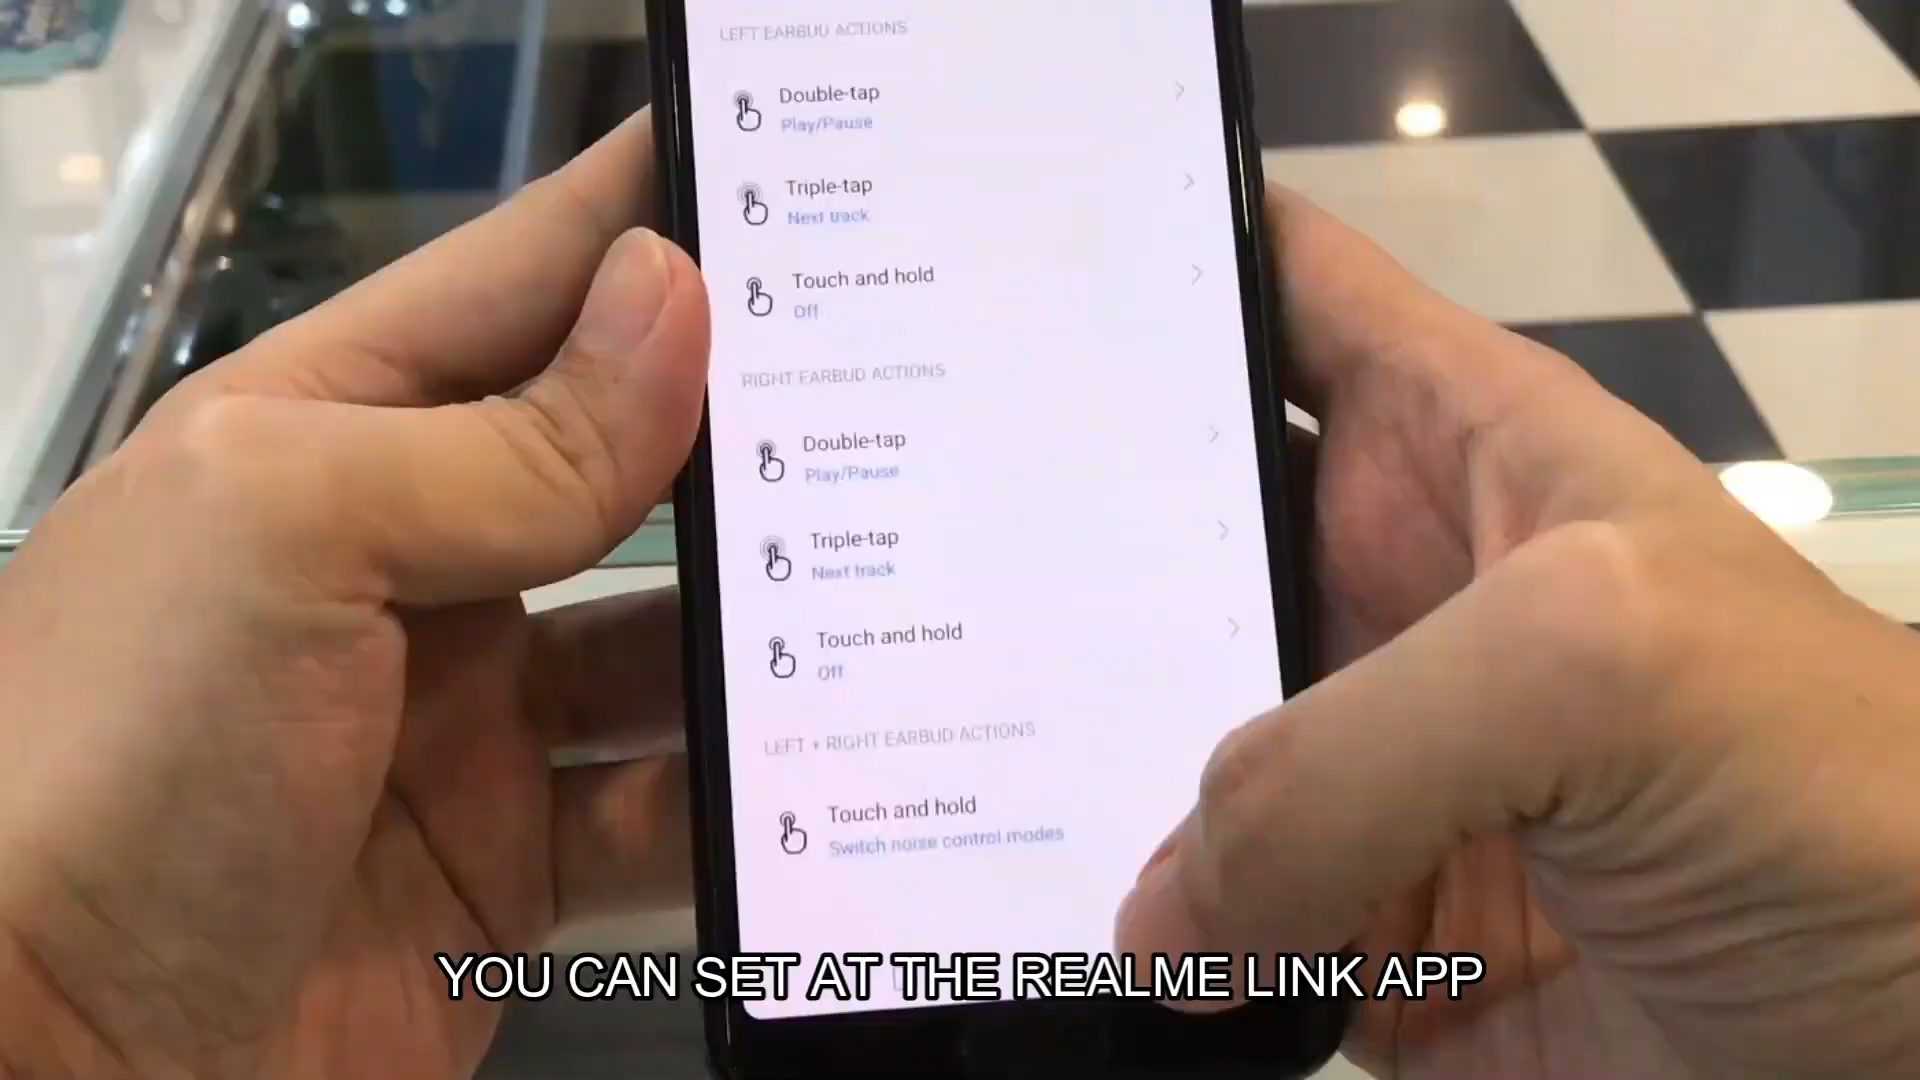 LEFT EARBUD ACTIONS
Double-tap
Play/Pause
Triple-tap
Next track
Touch and hold
Off
RIGHT EARBUD ACTIONS
Double-tap
Play/Pause
Triple-tap
Next track
Touch and hold
Off
LEFT + RIGHT EARBUD ACTIONS
Touch and hold
Switch noise control modes
YOU CAN SET AT THE REALME LINK APP